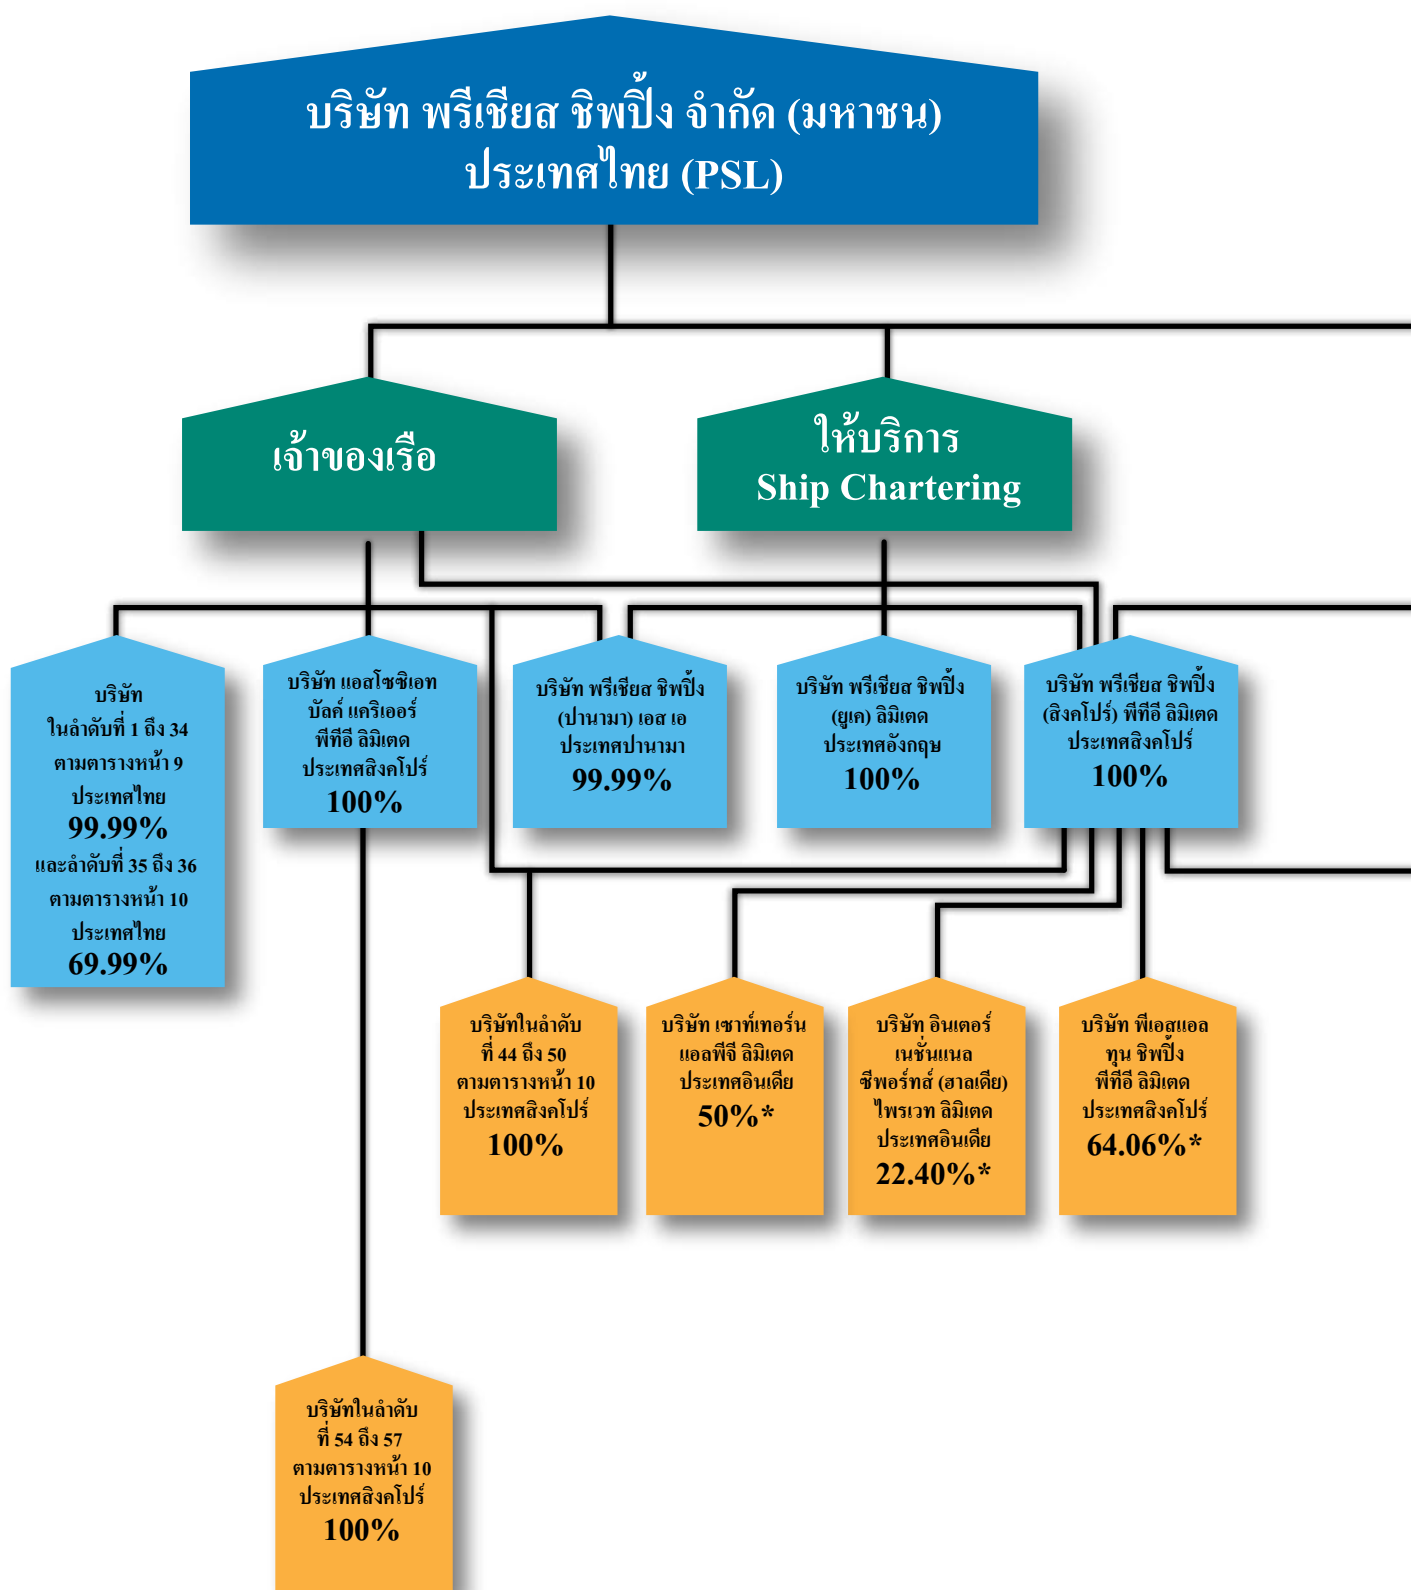 บริษัท พรีเชียส ชิพปิ้ง จำกัด (มหาชน)
ประเทศไทย (PSL)
เจ้าของเรือ
ให้บริการ
Ship Chartering
บริษัท
ในลำดับที่ 1 ถึง 34
ตามตารางหน้า 9
ประเทศไทย
99.99%
และลำดับที่ 35 ถึง 36
ตามตารางหน้า 10
ประเทศไทย
69.99%
บริษัท แอสโซซิเอท
บัลค์ แคริเออร์
พีทีอี ลิมิเตด
ประเทศสิงคโปร์
100%
บริษัท พรีเชียส ชิพปิ้ง
(ปานามา) เอส เอ
ประเทศปานามา
99.99%
บริษัท พรีเชียส ชิพปิ้ง
(ยูเค) ลิมิเตด
ประเทศอังกฤษ
100%
บริษัท พรีเชียส ชิพปิ้ง
(สิงคโปร์) พีทีอี ลิมิเตด
ประเทศสิงคโปร์
100%
บริษัทในลำดับ
ที่ 44 ถึง 50
ตามตารางหน้า 10
ประเทศสิงคโปร์
100%
บริษัท เซาท์เทอร์น
แอลพีจี ลิมิเตด
ประเทศอินเดีย
50%*
บริษัท อินเตอร์
เนชั่นแนล
ซีพอร์ทส์ (ฮาลเดีย)
ไพรเวท ลิมิเตด
ประเทศอินเดีย
22.40%*
บริษัท พีเอสแอล
ทุน ชิพปิ้ง
พีทีอี ลิมิเตด
ประเทศสิงคโปร์
64.06%*
บริษัทในลำดับ
ที่ 54 ถึง 57
ตามตารางหน้า 10
ประเทศสิงคโปร์
100%